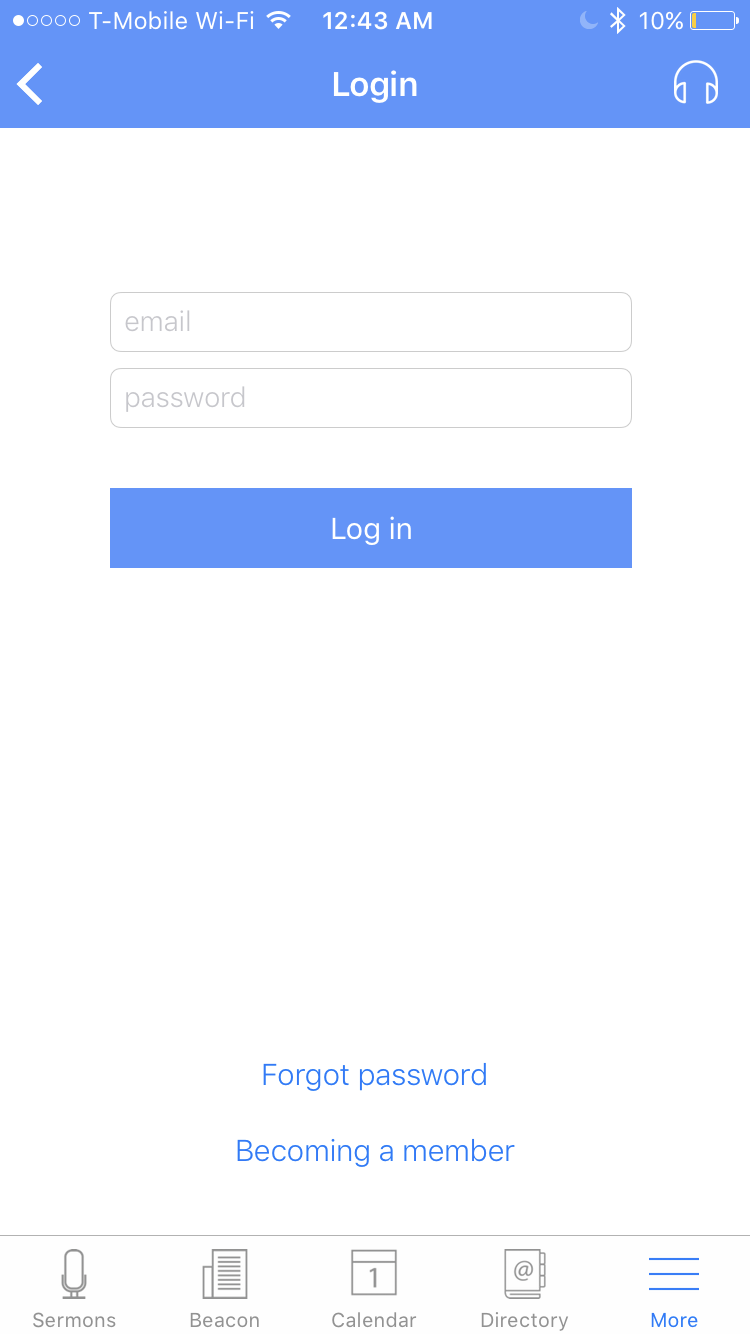 T-Mobile Wi-Fi 12:43 AM 10%
Login
email
password
Log in
Forgot password
Becoming a member
1 @
Sermons Beacon Calendar Directory More